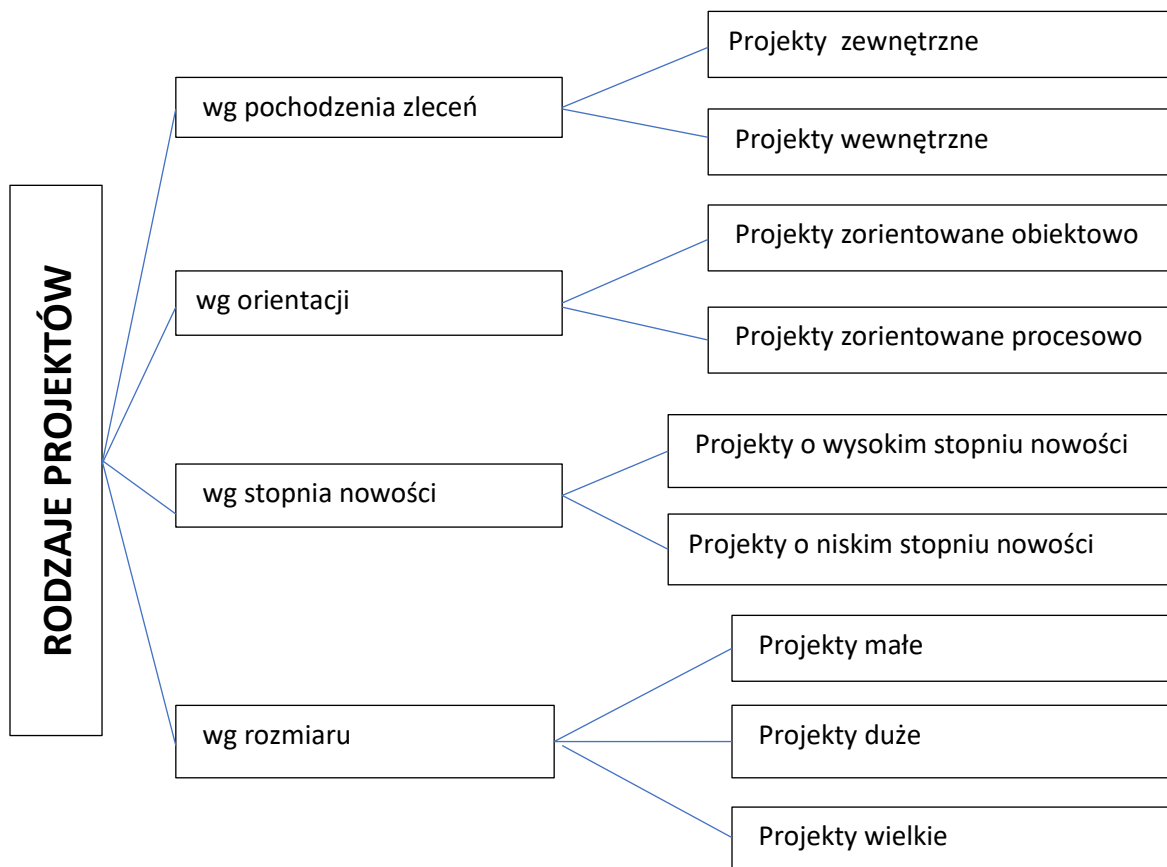 RODZAJE PROJEKTÓW
wg pochodzenia zleceń
Projekty zewnętrzne
Projekty wewnętrzne
wg orientacji
Projekty zorientowane obiektowo
Projekty zorientowane procesowo
wg stopnia nowości
Projekty o wysokim stopniu nowości
Projekty o niskim stopniu nowości
wg rozmiaru
Projekty małe
Projekty duże
Projekty wielkie